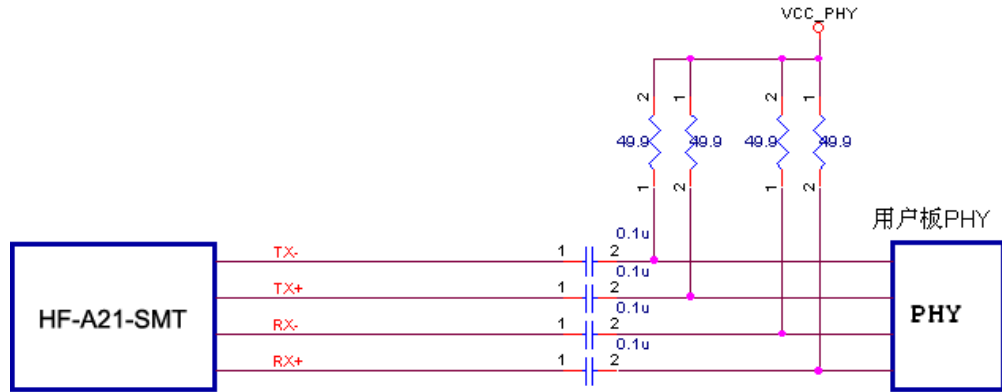 VCC_PHY
2 1 2 1
49.9 49.9 49.9 49.9
1 2 1 2
用户板PHY
0.1u
TX- 1 2
0.1u
TX+ 1 2
0.1u
HF-A21-SMT
PHY
RX- 1 2
0.1u
RX+ 1 2